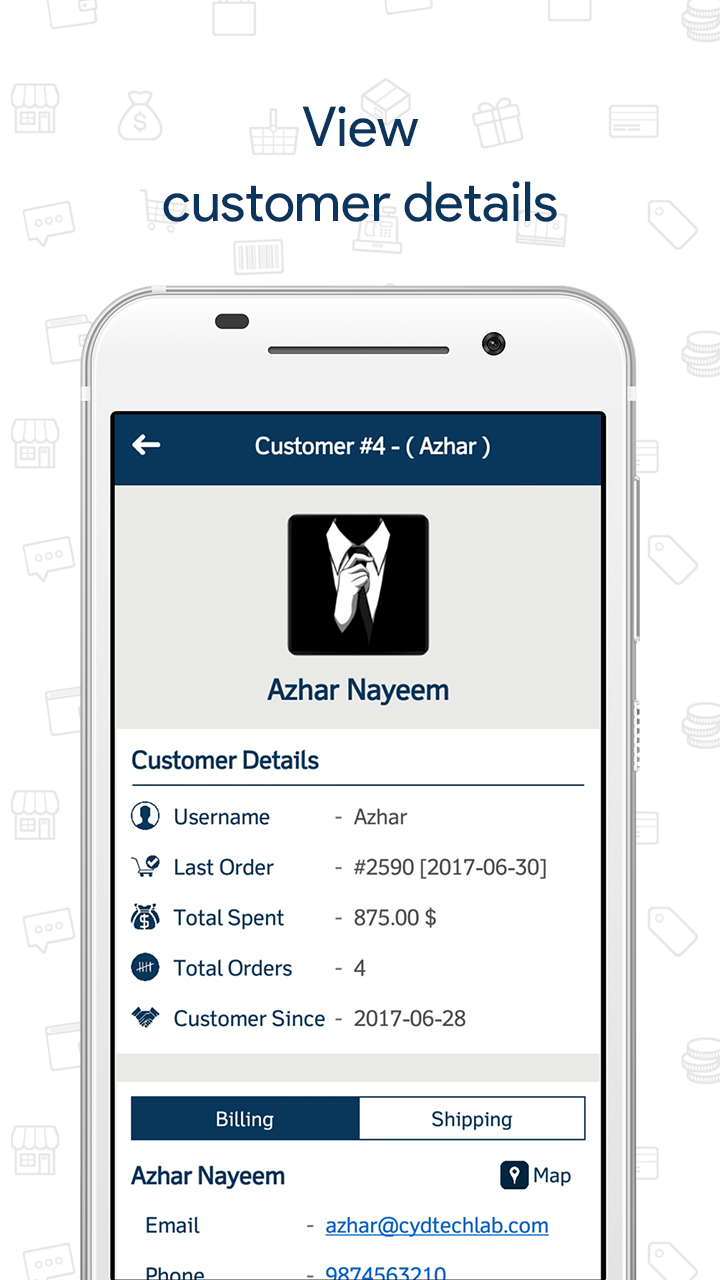 View
customer details
Customer #4 - ( Azhar )
Azhar Nayeem
Customer Details
Username - Azhar
Last Order - #2590 [2017-06-30]
Total Spent - 875.00 $
Total Orders - 4
Customer Since - 2017-06-28
Billing Shipping
Azhar Nayeem Map
Email - azhar@cydtechlab.com
Phone - 9874563210